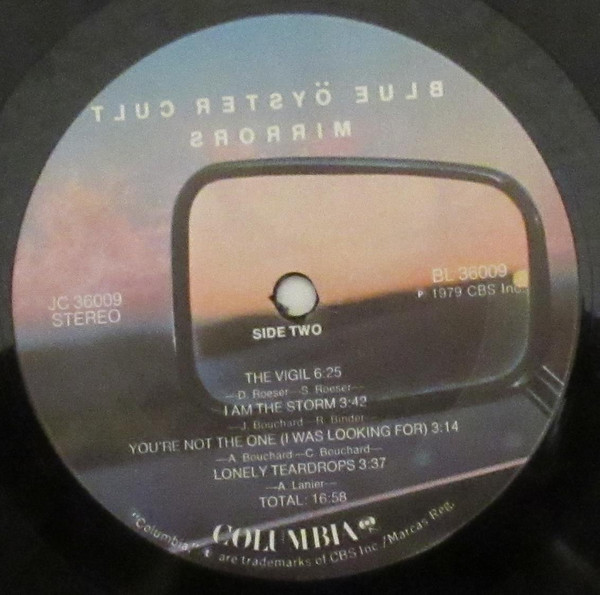 BLUE ÖYSTER CULT
MIRRORS
JC 36009
STEREO
BL 36009
℗ 1979 CBS Inc.
SIDE TWO
THE VIGIL 6:25
—D. Roeser—S. Roeser—
I AM THE STORM 3:42
—J. Bouchard—R. Binder—
YOU'RE NOT THE ONE (I WAS LOOKING FOR) 3:14
—A. Bouchard—C. Bouchard—
LONELY TEARDROPS 3:37
—A. Lanier—
TOTAL: 16:58
COLUMBIA
"Columbia," are trademarks of CBS Inc./Marcas Reg.